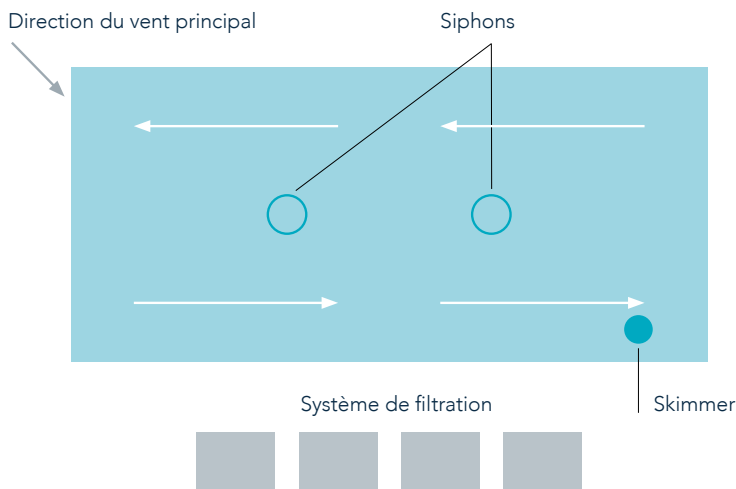 Direction du vent principal
Siphons
Système de filtration
Skimmer